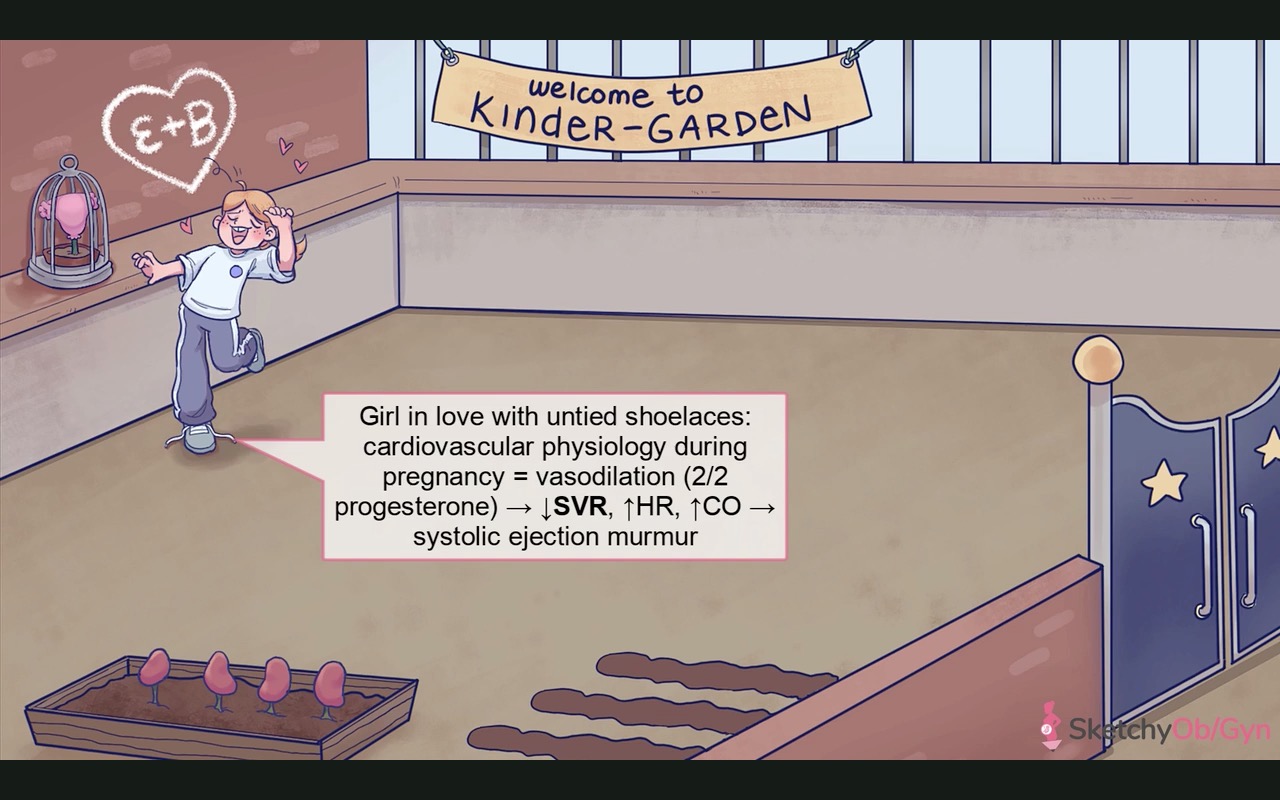 welcome to
KindeR-GARDEN
E+B
Girl in love with untied shoelaces:
cardiovascular physiology during
pregnancy = vasodilation (2/2
progesterone) → ↓SVR, ↑HR, ↑CO →
systolic ejection murmur
SketchyOb/Gyn